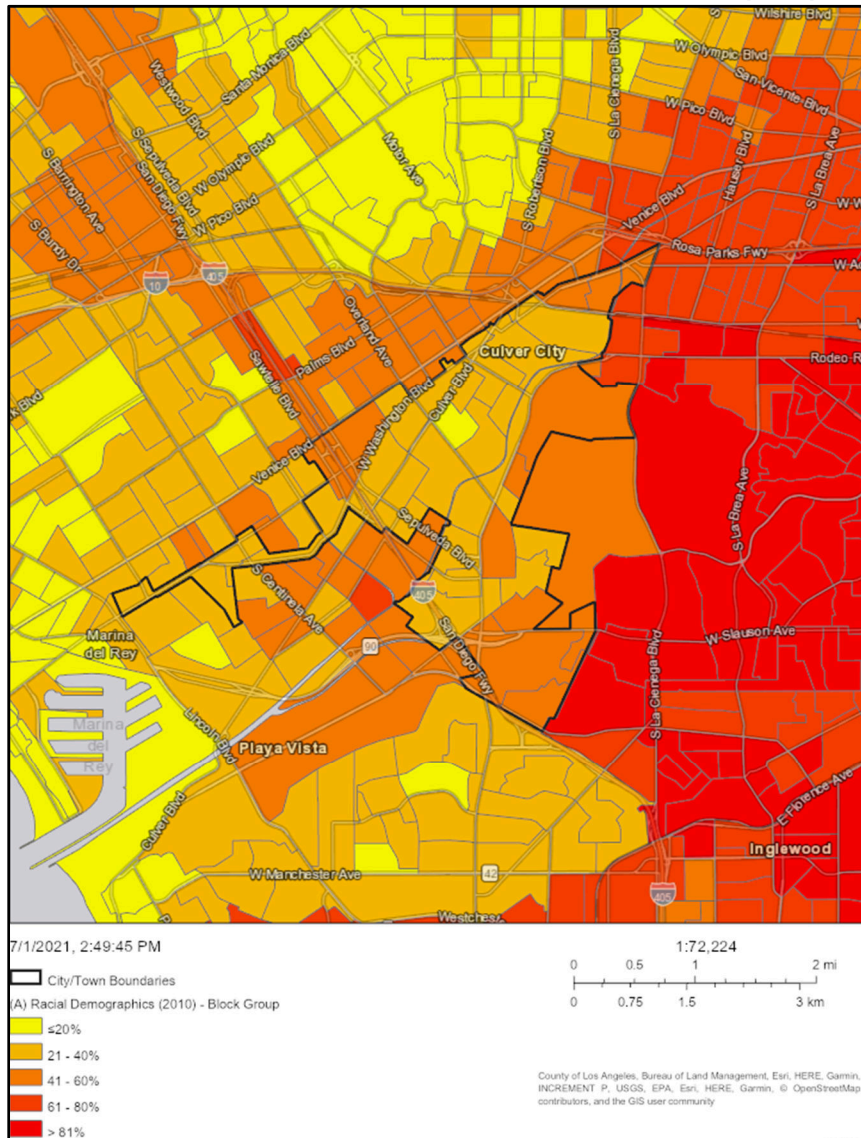 Wilshire Blvd
W Olympic Blvd
S La Cienega Blvd
San Vicente Blvd
W Pico Blvd
Santa Monica Blvd
Westwood Blvd
S Sepulveda Blvd
San Diego Fwy
W Olympic Blvd
W Pico Blvd
Motor Ave
S Robertson Blvd
Hauser Blvd
S La Brea Ave
S Barrington Ave
S Bundy Dr
Venice Blvd
Rosa Parks Fwy
10
405
Overland Ave
Palms Blvd
Sawtelle Blvd
Culver City
W Washington Blvd
Culver Blvd
Venice Blvd
Sepulveda Blvd
S La Brea Ave
S Centinela Ave
405
San Diego Fwy
W Slauson Ave
S La Cienega Blvd
Marina
del Rey
90
Marina
del
Rey
Lincoln Blvd
Playa Vista
Culver Blvd
E Florence Ave
Inglewood
W Manchester Ave
42
405
7/1/2021, 2:49:45 PM
City/Town Boundaries
(A) Racial Demographics (2010) - Block Group
≤20%
21 - 40%
41 - 60%
61 - 80%
> 81%
1:72,224
0 0.5 1 2 mi
0 0.75 1.5 3 km
County of Los Angeles, Bureau of Land Management, Esri, HERE, Garmin,
INCREMENT P, USGS, EPA, Esri, HERE, Garmin, © OpenStreetMap
contributors, and the GIS user community